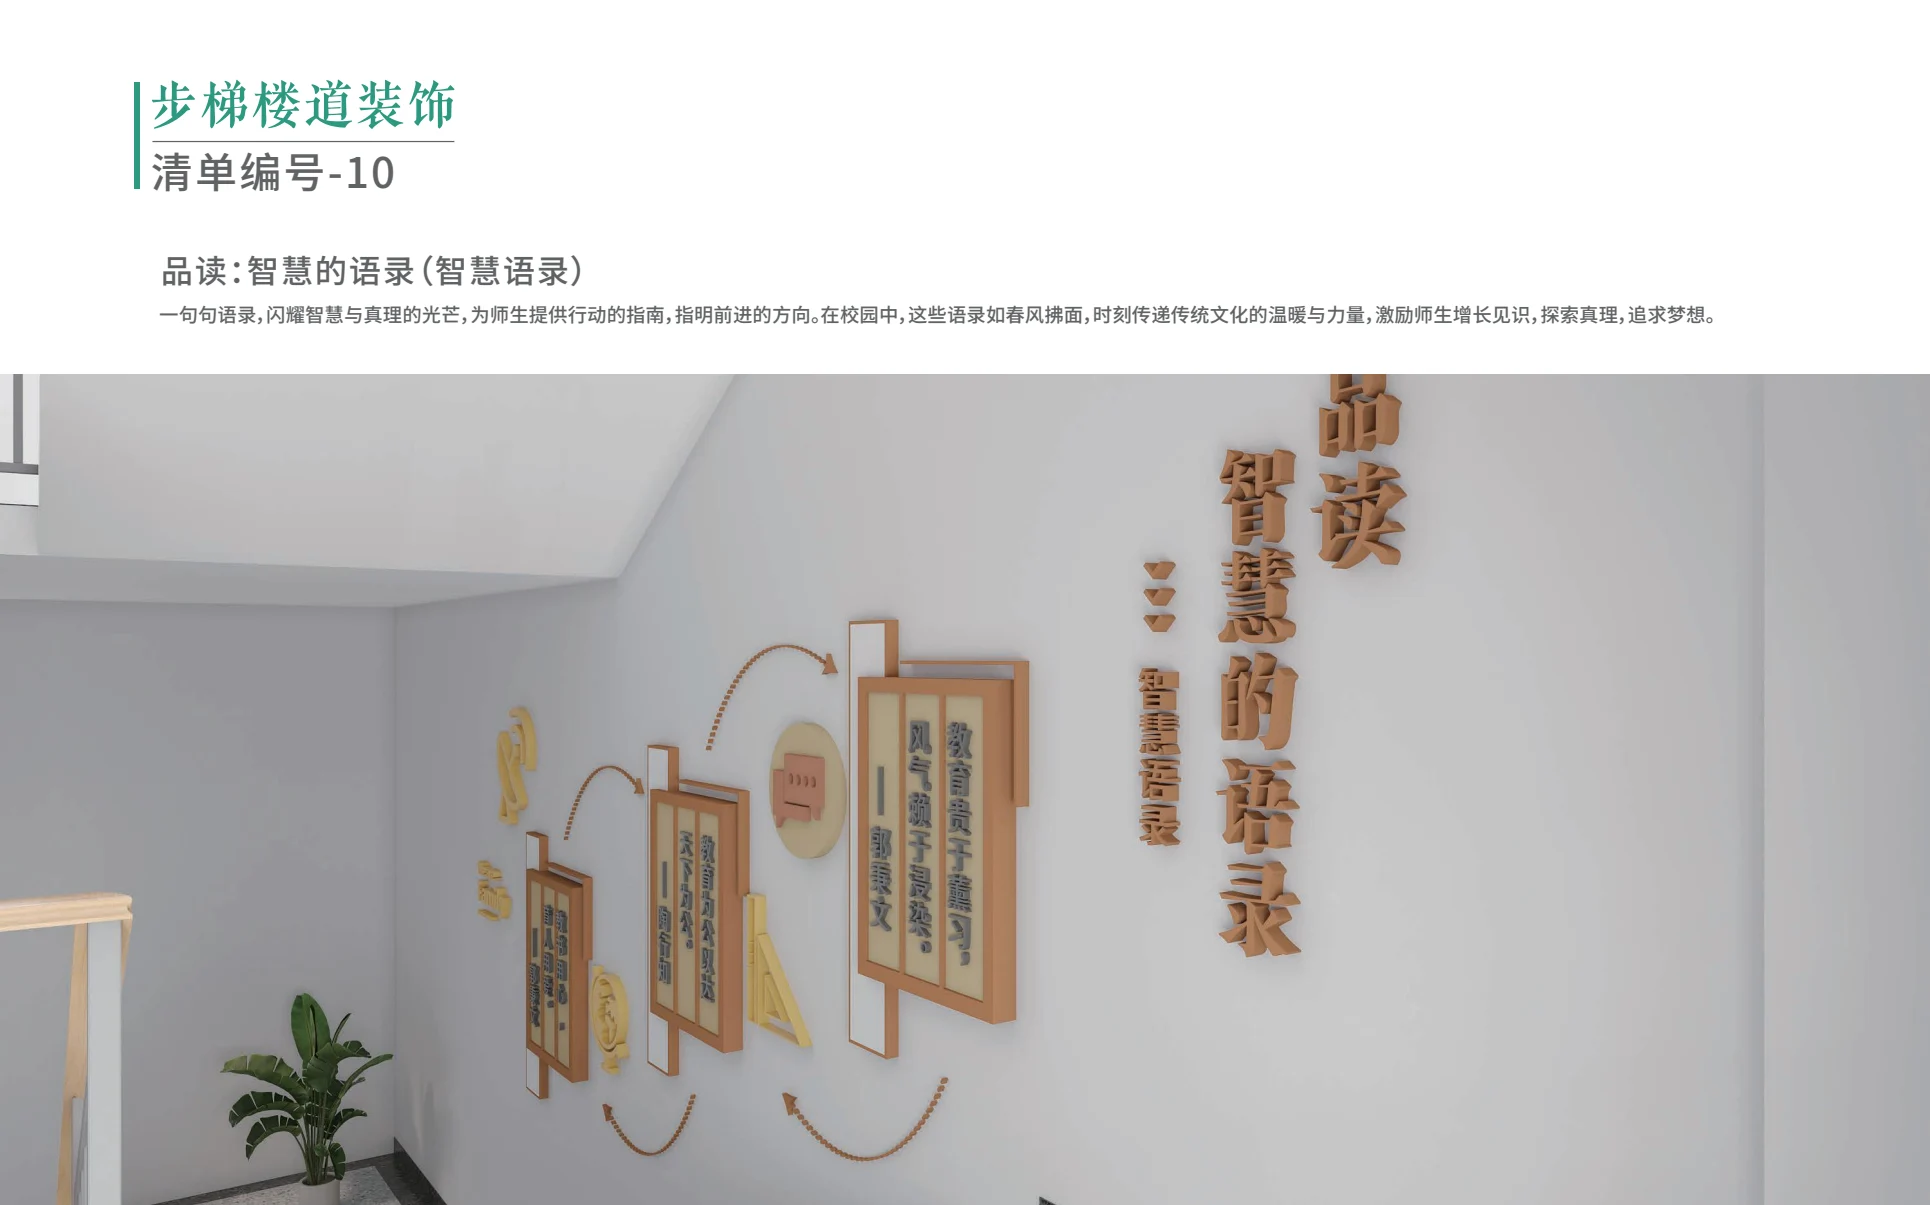 步梯楼道装饰
清单编号-10
品读：智慧的语录（智慧语录）
一句句语录，闪耀智慧与真理的光芒，为师生提供行动的指南，指明前进的方向。在校园中，这些语录如春风拂面，时刻传递传统文化的温暖与力量，激励师生增长见识，探索真理，追求梦想。
品读
智慧的语录
智慧语录
教育贵于薰习，
风气赖于浸染。
—郭秉文
教育为公以达
天下为公。
—陶行知